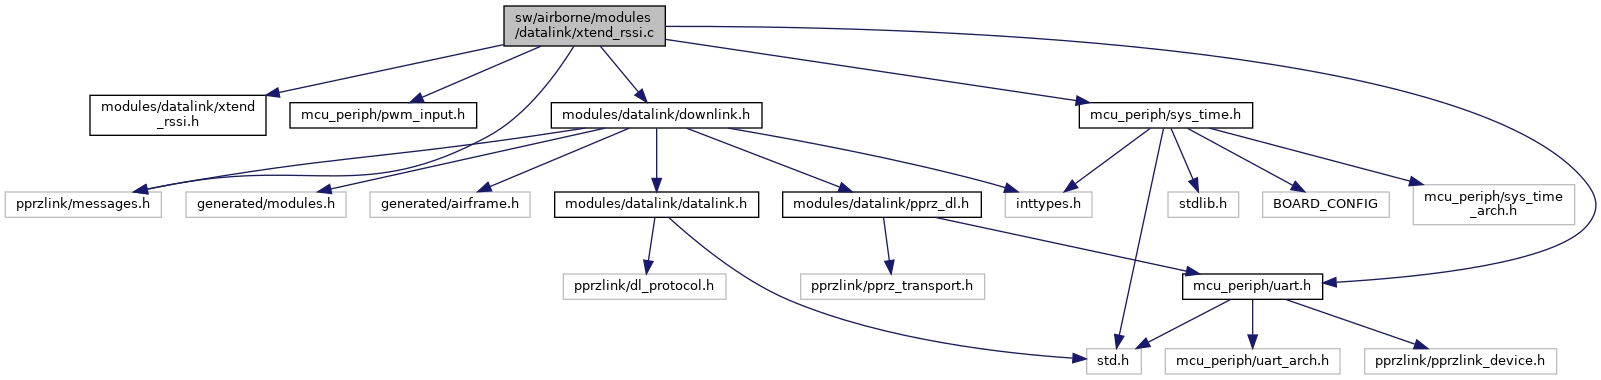 sw/airborne/modules
/datalink/xtend_rssi.c
modules/datalink/xtend
_rssi.h
mcu_periph/pwm_input.h
modules/datalink/downlink.h
mcu_periph/sys_time.h
pprzlink/messages.h
generated/modules.h
generated/airframe.h
modules/datalink/datalink.h
modules/datalink/pprz_dl.h
inttypes.h
stdlib.h
BOARD_CONFIG
mcu_periph/sys_time
_arch.h
pprzlink/dl_protocol.h
pprzlink/pprz_transport.h
mcu_periph/uart.h
std.h
mcu_periph/uart_arch.h
pprzlink/pprzlink_device.h